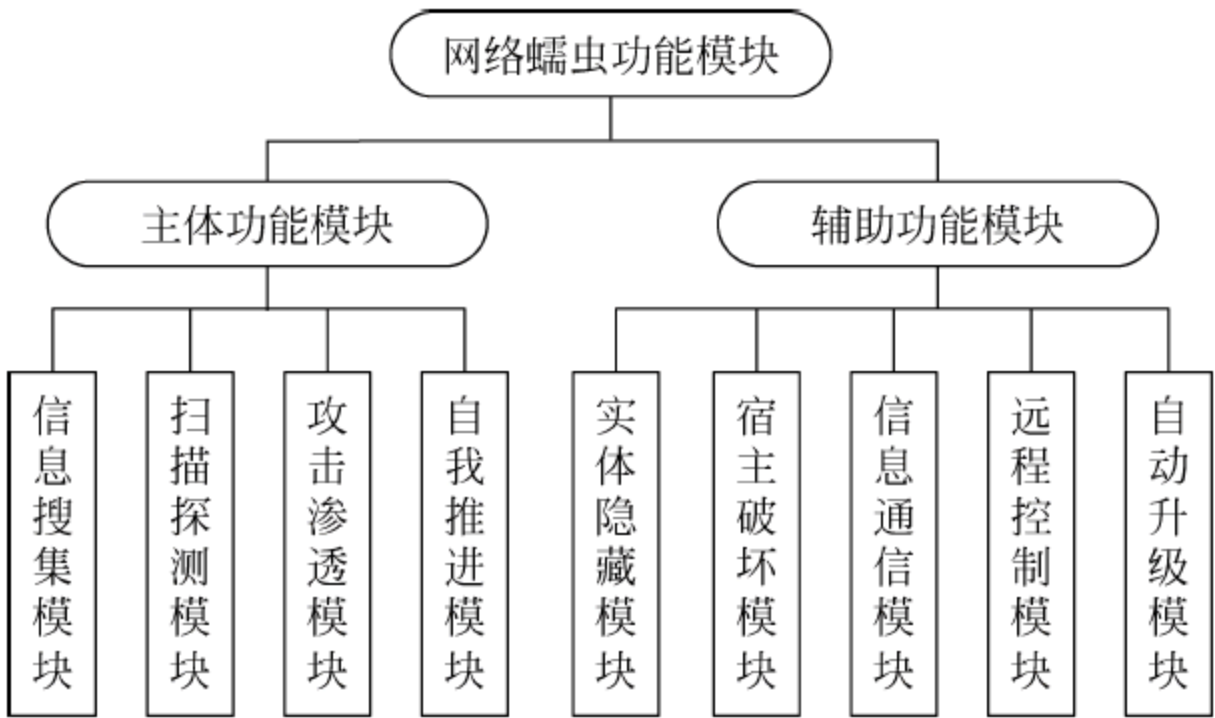 网络蠕虫功能模块
主体功能模块
辅助功能模块
信息搜集模块
扫描探测模块
攻击渗透模块
自我推进模块
实体隐藏模块
宿主破坏模块
信息通信模块
远程控制模块
自动升级模块